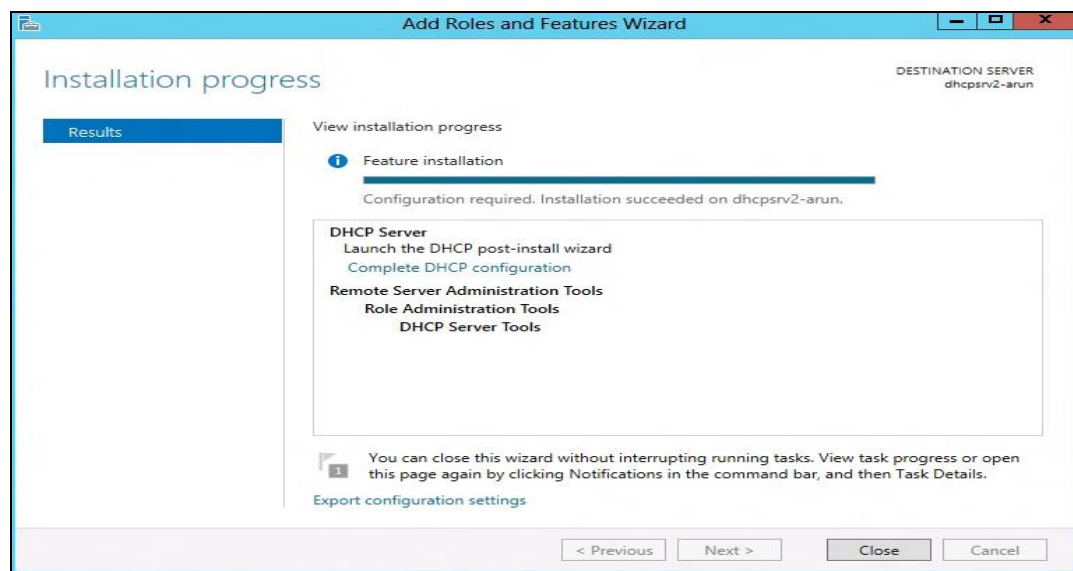 Add Roles and Features Wizard
Installation progress
DESTINATION SERVER
dhcpsrv2-arun
Results
View installation progress
Feature installation
Configuration required. Installation succeeded on dhcpsrv2-arun.
DHCP Server
Launch the DHCP post-install wizard
Complete DHCP configuration
Remote Server Administration Tools
Role Administration Tools
DHCP Server Tools
1
You can close this wizard without interrupting running tasks. View task progress or open
this page again by clicking Notifications in the command bar, and then Task Details.
Export configuration settings
< Previous
Next >
Close
Cancel